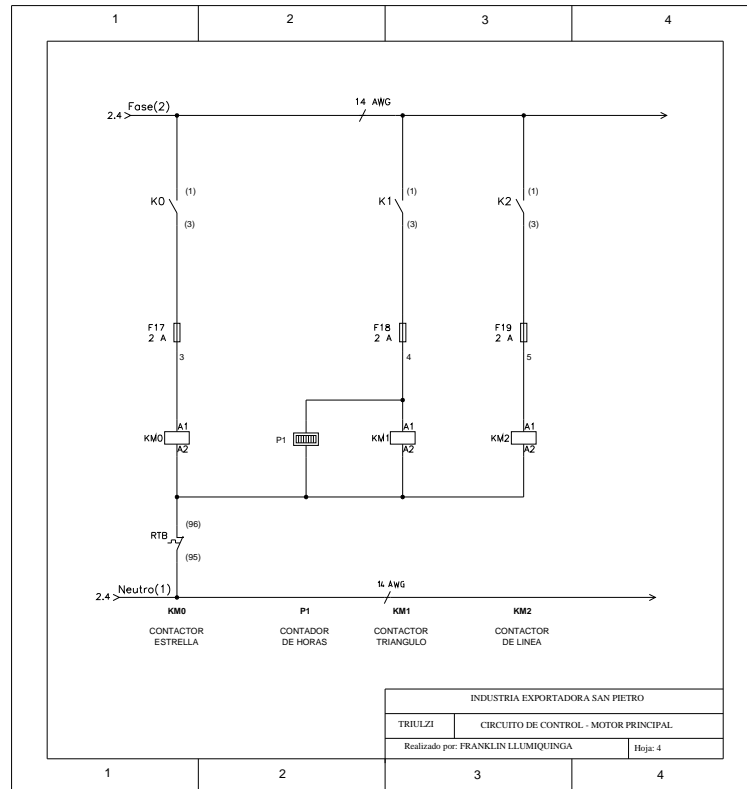 1 2 3 4
14 AWG
Fase(2)
2.4
K0 (1)
(3)
K1 (1)
(3)
K2 (1)
(3)
F17
2 A
3
F18
2 A
4
F19
2 A
5
KM0 A1
A2
P1
KM1 A1
A2
KM2 A1
A2
RTB (96)
(95)
2.4 Neutro(1)
14 AWG
KM0 P1 KM1 KM2
CONTACTOR
ESTRELLA
CONTADOR
DE HORAS
CONTACTOR
TRIANGULO
CONTACTOR
DE LINEA
INDUSTRIA EXPORTADORA SAN PIETRO
TRIULZI CIRCUITO DE CONTROL - MOTOR PRINCIPAL
Realizado por: FRANKLIN LLUMIQUINGA Hoja: 4
1 2 3 4